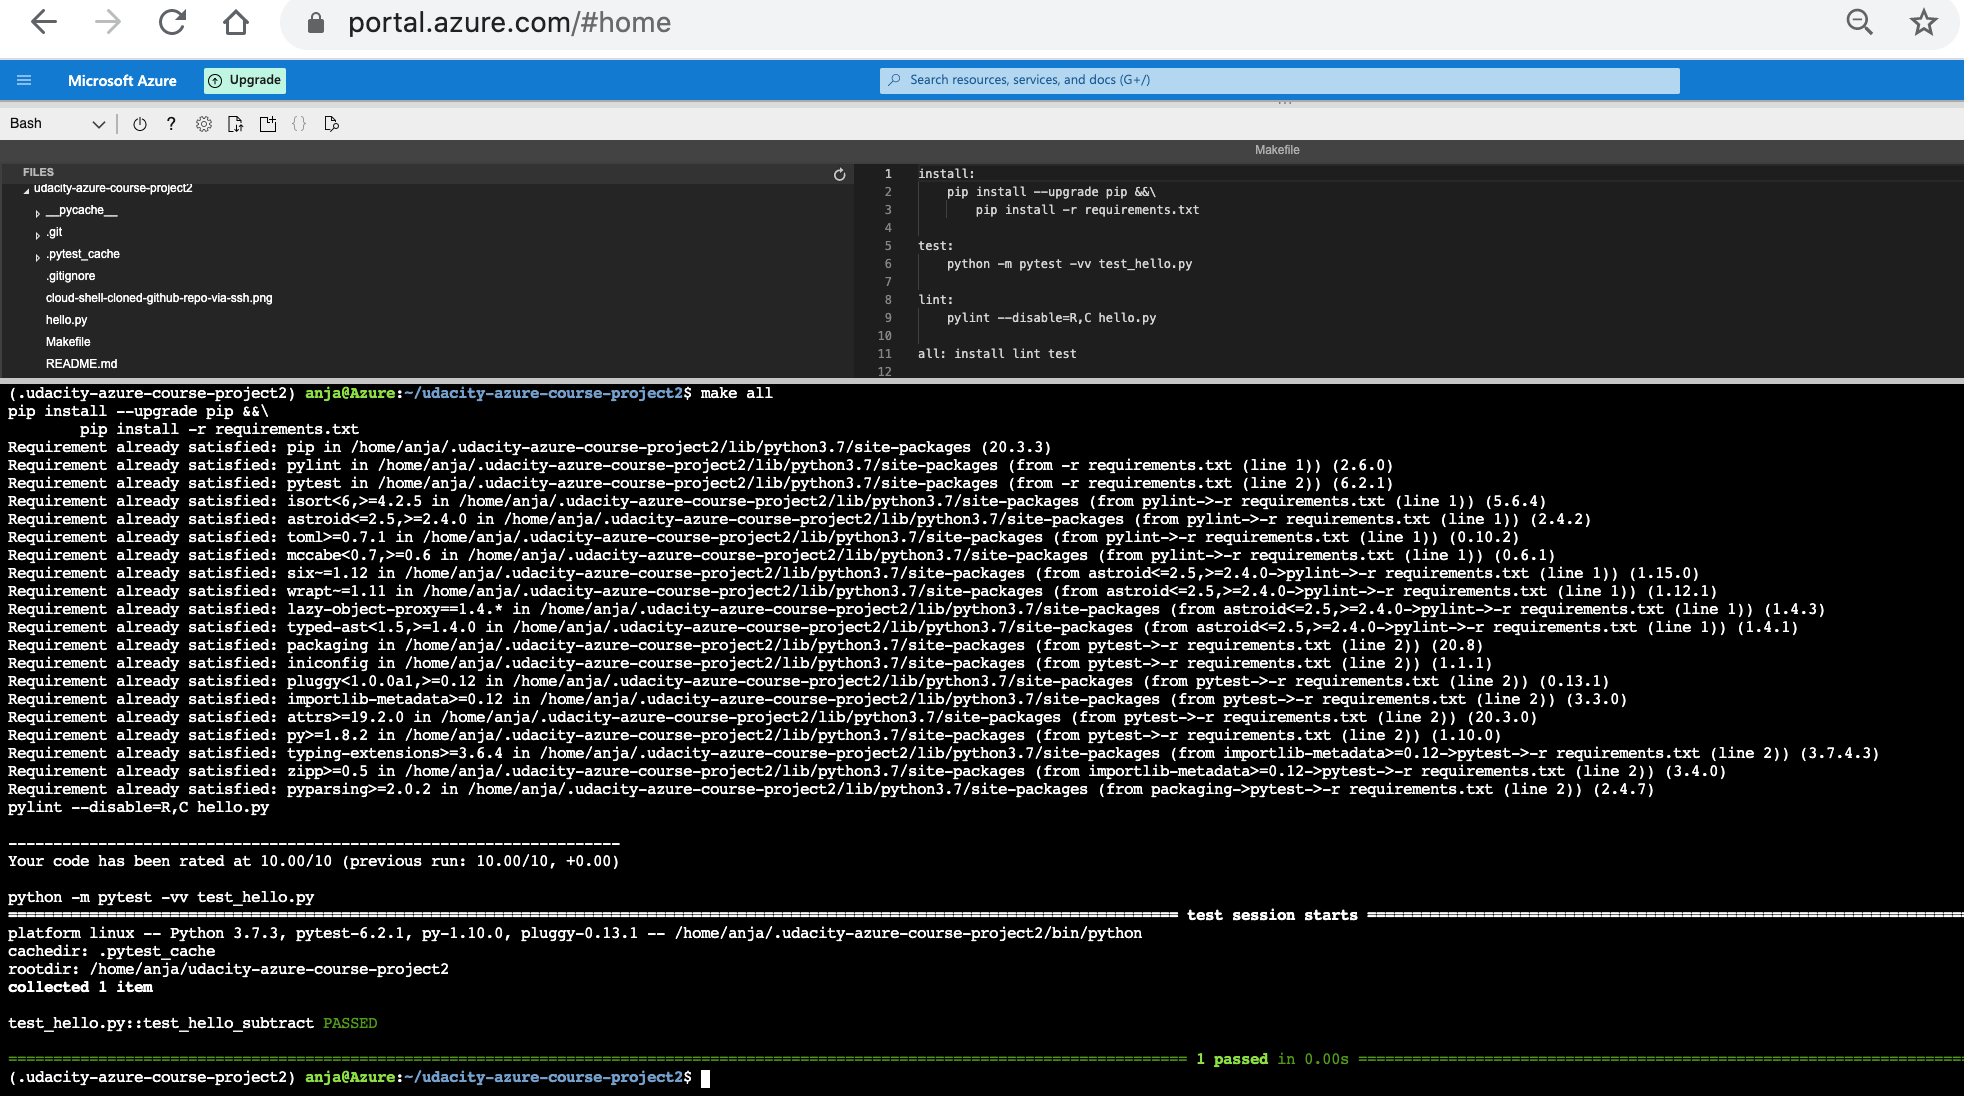 portal.azure.com/#home
Microsoft Azure
Upgrade
Search resources, services, and docs (G+/)
Bash
?
{}
Makefile
FILES
udacity-azure-course-project2
__pycache__
.git
.pytest_cache
.gitignore
cloud-shell-cloned-github-repo-via-ssh.png
hello.py
Makefile
README.md
1 install:
2 pip install --upgrade pip &&\
3 pip install -r requirements.txt
4
5 test:
6 python -m pytest -vv test_hello.py
7
8 lint:
9 pylint --disable=R,C hello.py
10
11 all: install lint test
12
(.udacity-azure-course-project2) anja@Azure:~/udacity-azure-course-project2$ make all
pip install --upgrade pip &&\
pip install -r requirements.txt
Requirement already satisfied: pip in /home/anja/.udacity-azure-course-project2/lib/python3.7/site-packages (20.3.3)
Requirement already satisfied: pylint in /home/anja/.udacity-azure-course-project2/lib/python3.7/site-packages (from -r requirements.txt (line 1)) (2.6.0)
Requirement already satisfied: pytest in /home/anja/.udacity-azure-course-project2/lib/python3.7/site-packages (from -r requirements.txt (line 2)) (6.2.1)
Requirement already satisfied: isort<6,>=4.2.5 in /home/anja/.udacity-azure-course-project2/lib/python3.7/site-packages (from pylint->-r requirements.txt (line 1)) (5.6.4)
Requirement already satisfied: astroid<=2.5,>=2.4.0 in /home/anja/.udacity-azure-course-project2/lib/python3.7/site-packages (from pylint->-r requirements.txt (line 1)) (2.4.2)
Requirement already satisfied: toml>=0.7.1 in /home/anja/.udacity-azure-course-project2/lib/python3.7/site-packages (from pylint->-r requirements.txt (line 1)) (0.10.2)
Requirement already satisfied: mccabe<0.7,>=0.6 in /home/anja/.udacity-azure-course-project2/lib/python3.7/site-packages (from pylint->-r requirements.txt (line 1)) (0.6.1)
Requirement already satisfied: six~=1.12 in /home/anja/.udacity-azure-course-project2/lib/python3.7/site-packages (from astroid<=2.5,>=2.4.0->pylint->-r requirements.txt (line 1)) (1.15.0)
Requirement already satisfied: wrapt~=1.11 in /home/anja/.udacity-azure-course-project2/lib/python3.7/site-packages (from astroid<=2.5,>=2.4.0->pylint->-r requirements.txt (line 1)) (1.12.1)
Requirement already satisfied: lazy-object-proxy==1.4.* in /home/anja/.udacity-azure-course-project2/lib/python3.7/site-packages (from astroid<=2.5,>=2.4.0->pylint->-r requirements.txt (line 1)) (1.4.3)
Requirement already satisfied: typed-ast<1.5,>=1.4.0 in /home/anja/.udacity-azure-course-project2/lib/python3.7/site-packages (from astroid<=2.5,>=2.4.0->pylint->-r requirements.txt (line 1)) (1.4.1)
Requirement already satisfied: packaging in /home/anja/.udacity-azure-course-project2/lib/python3.7/site-packages (from pytest->-r requirements.txt (line 2)) (20.8)
Requirement already satisfied: iniconfig in /home/anja/.udacity-azure-course-project2/lib/python3.7/site-packages (from pytest->-r requirements.txt (line 2)) (1.1.1)
Requirement already satisfied: pluggy<1.0.0a1,>=0.12 in /home/anja/.udacity-azure-course-project2/lib/python3.7/site-packages (from pytest->-r requirements.txt (line 2)) (0.13.1)
Requirement already satisfied: importlib-metadata>=0.12 in /home/anja/.udacity-azure-course-project2/lib/python3.7/site-packages (from pytest->-r requirements.txt (line 2)) (3.3.0)
Requirement already satisfied: attrs>=19.2.0 in /home/anja/.udacity-azure-course-project2/lib/python3.7/site-packages (from pytest->-r requirements.txt (line 2)) (20.3.0)
Requirement already satisfied: py>=1.8.2 in /home/anja/.udacity-azure-course-project2/lib/python3.7/site-packages (from pytest->-r requirements.txt (line 2)) (1.10.0)
Requirement already satisfied: typing-extensions>=3.6.4 in /home/anja/.udacity-azure-course-project2/lib/python3.7/site-packages (from importlib-metadata>=0.12->pytest->-r requirements.txt (line 2)) (3.7.4.3)
Requirement already satisfied: zipp>=0.5 in /home/anja/.udacity-azure-course-project2/lib/python3.7/site-packages (from importlib-metadata>=0.12->pytest->-r requirements.txt (line 2)) (3.4.0)
Requirement already satisfied: pyparsing>=2.0.2 in /home/anja/.udacity-azure-course-project2/lib/python3.7/site-packages (from packaging->pytest->-r requirements.txt (line 2)) (2.4.7)
pylint --disable=R,C hello.py
--------------------------------------------------------------------
Your code has been rated at 10.00/10 (previous run: 10.00/10, +0.00)
python -m pytest -vv test_hello.py
================ test session starts ================
platform linux -- Python 3.7.3, pytest-6.2.1, py-1.10.0, pluggy-0.13.1 -- /home/anja/.udacity-azure-course-project2/bin/python
cachedir: .pytest_cache
rootdir: /home/anja/udacity-azure-course-project2
collected 1 item
test_hello.py::test_hello_subtract PASSED
================ 1 passed in 0.00s ================
(.udacity-azure-course-project2) anja@Azure:~/udacity-azure-course-project2$